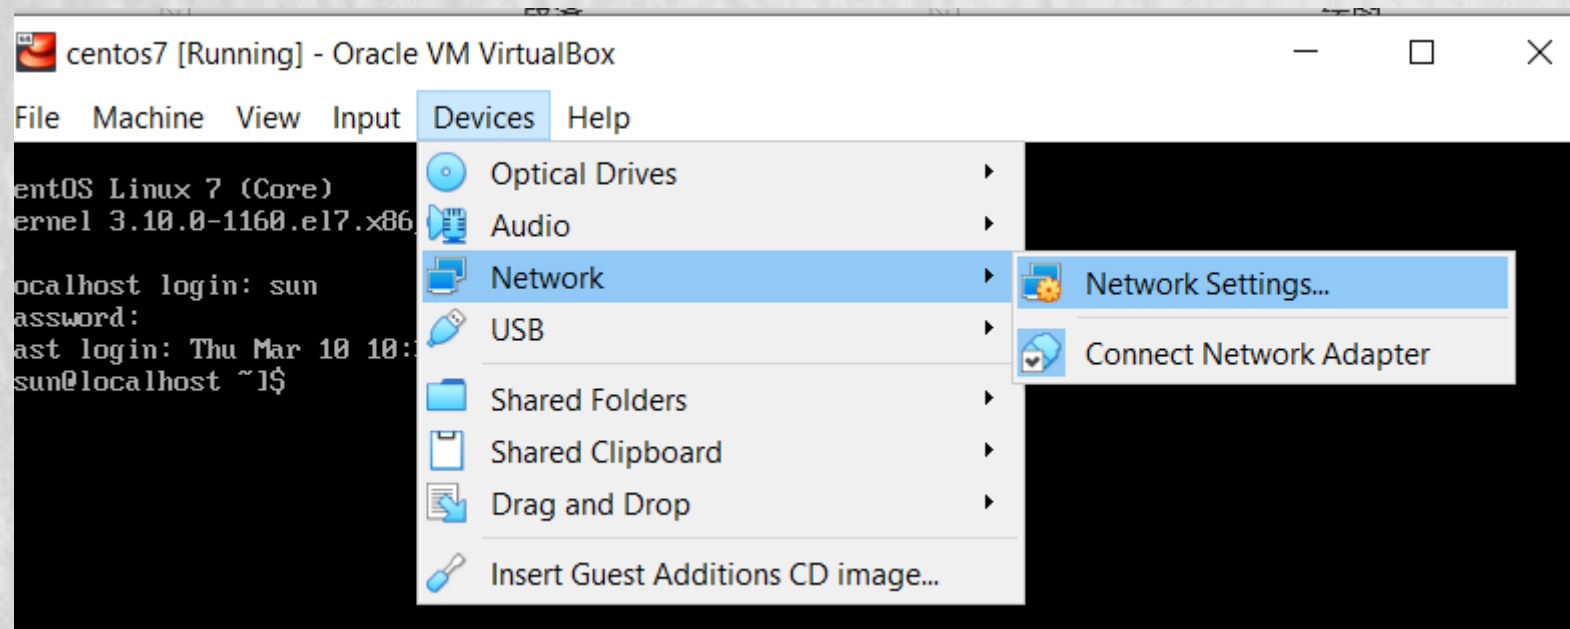 centos7 [Running] - Oracle VM VirtualBox
File Machine View Input Devices Help
entOS Linux 7 (Core)
ernel 3.10.0-1160.el7.x86
ocalhost login: sun
assword:
ast login: Thu Mar 10 10:
sun@localhost ~]$
Optical Drives
Audio
Network
USB
Shared Folders
Shared Clipboard
Drag and Drop
Insert Guest Additions CD image...
Network Settings...
Connect Network Adapter